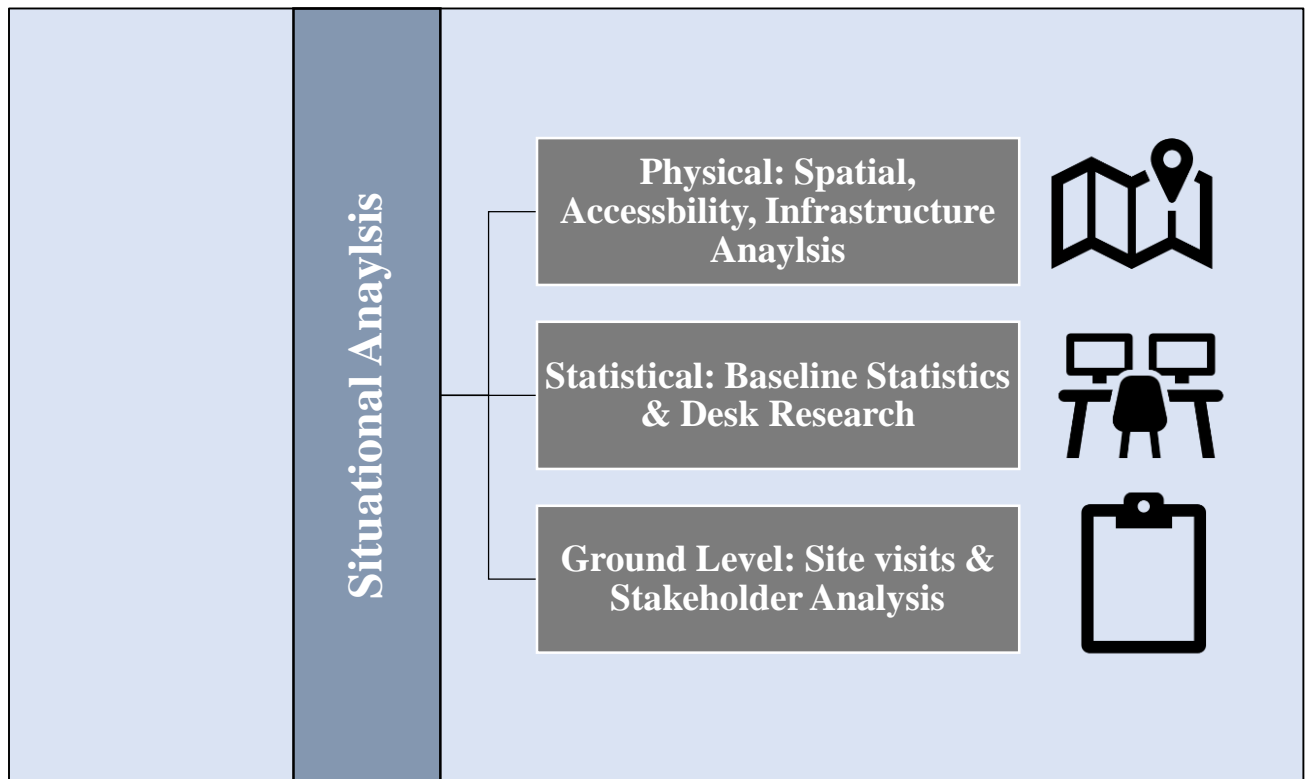 Situational Anaylsis
Physical: Spatial,
Accessbility, Infrastructure
Anaylsis
Statistical: Baseline Statistics
& Desk Research
Ground Level: Site visits &
Stakeholder Analysis